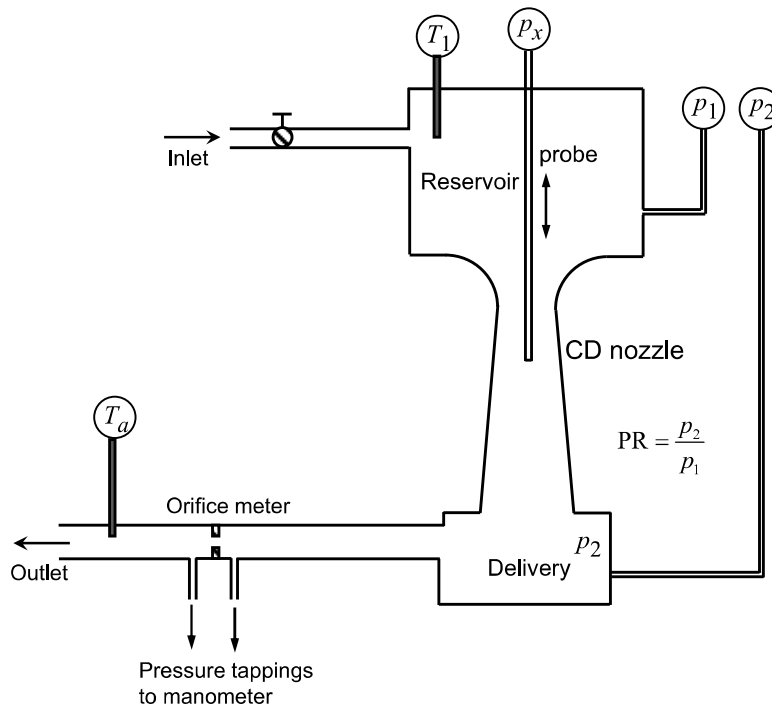 T1
px
p1
p2
Inlet
probe
Reservoir
CD nozzle
Ta
PR = p2/p1
Orifice meter
p2
Outlet
Delivery
Pressure tappings
to manometer